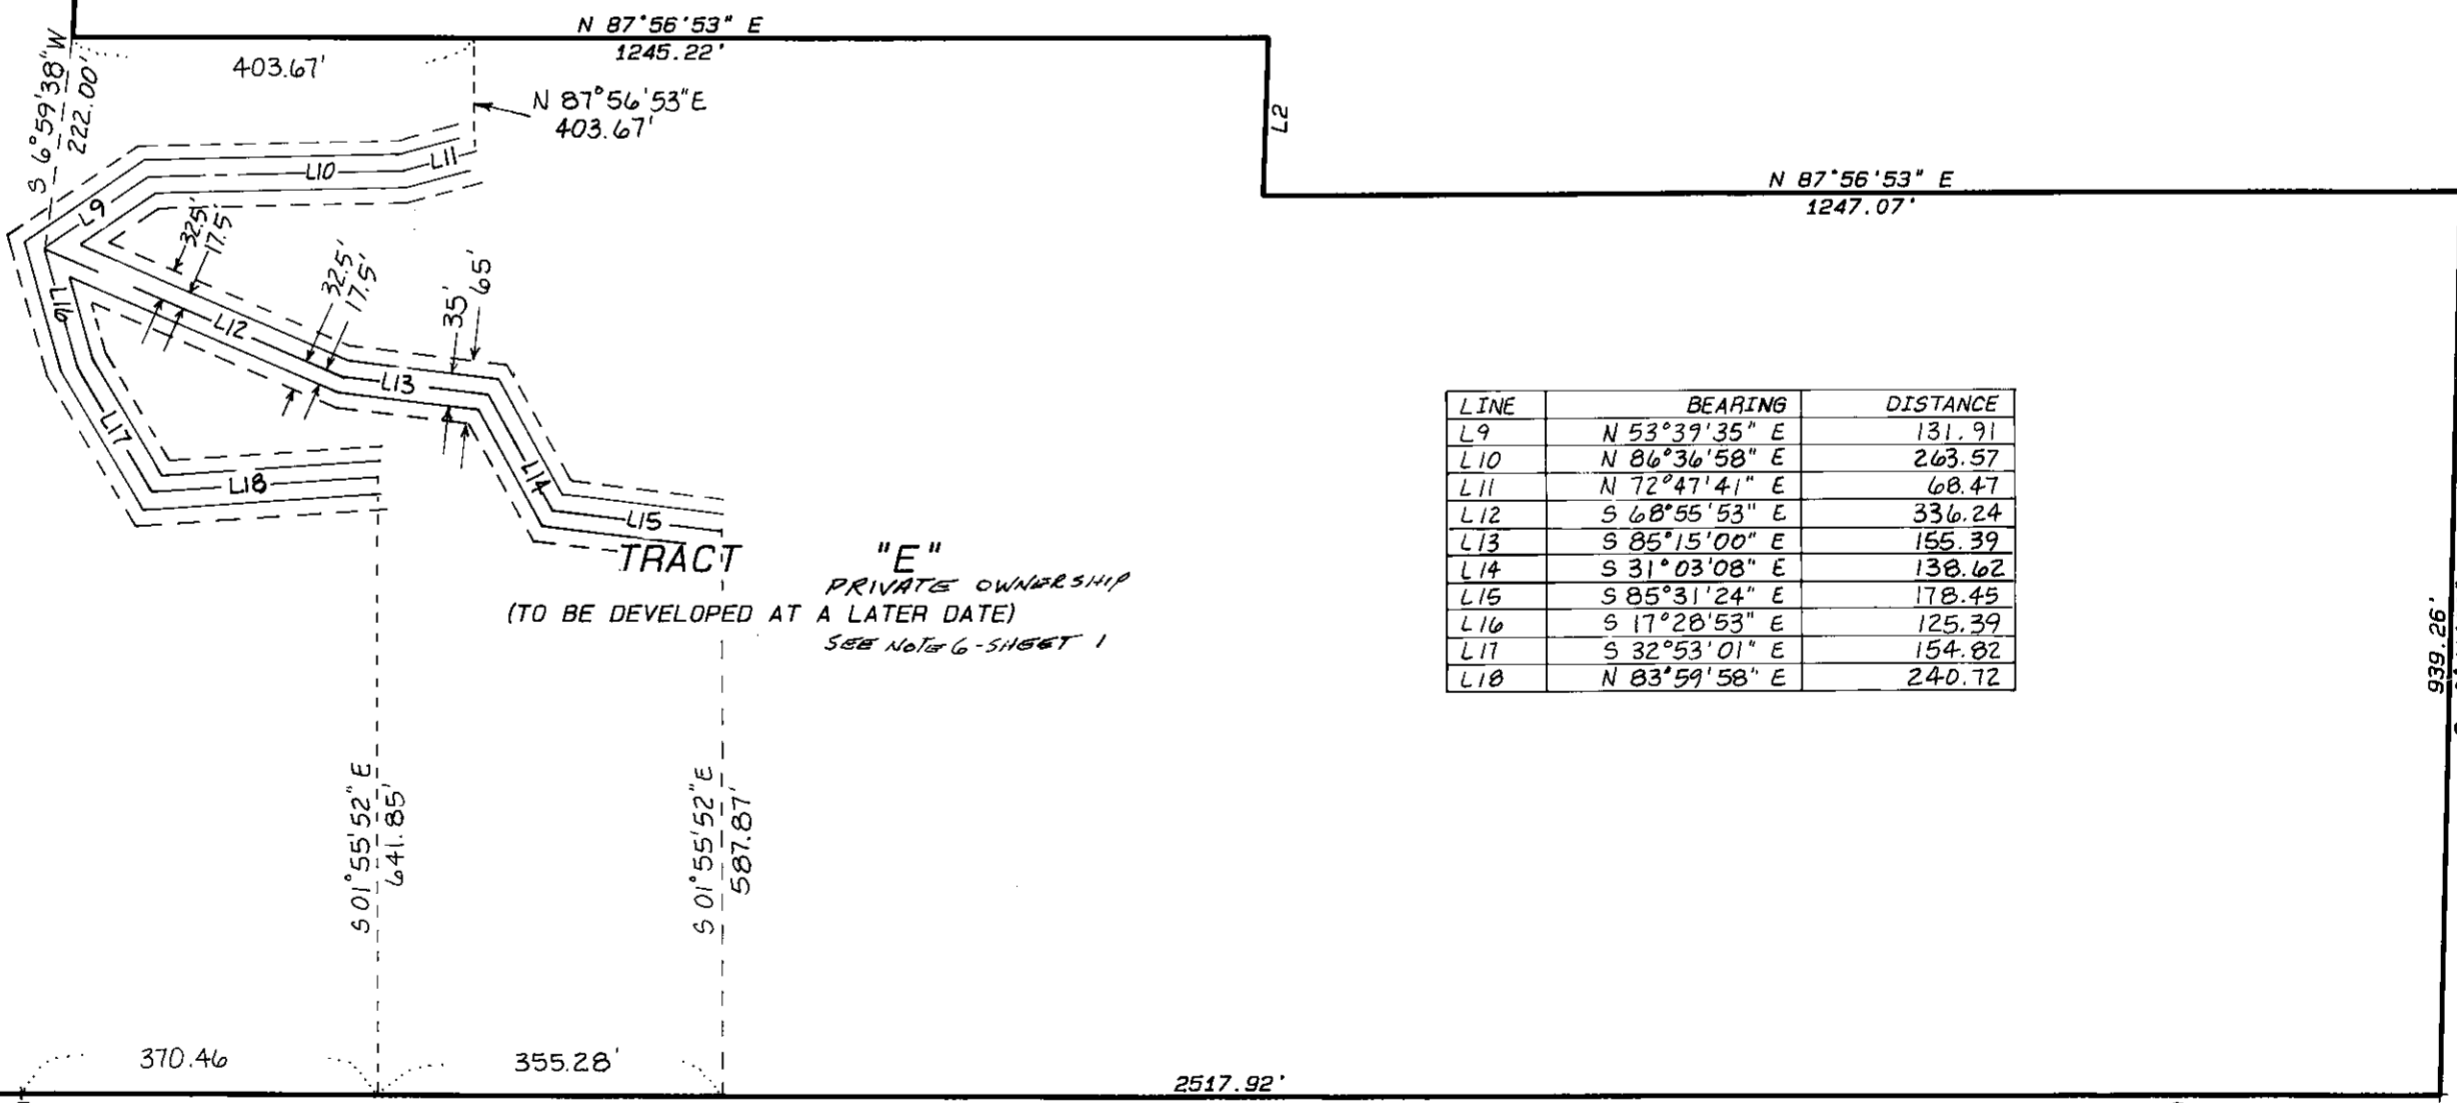 N 87°56'53" E
1245.22'
403.67'
S 6°59'38"W
222.00'
N 87°56'53"E
403.67'
L2
N 87°56'53" E
1247.07'
L11
L10
L9
32.5'
17.5'
32.5'
17.5'
35'
65'
L16
L12
L13
L17
L14
L18
L15
LINE BEARING DISTANCE
L9 N 53°39'35" E 131.91
L10 N 86°36'58" E 263.57
L11 N 72°47'41" E 68.47
L12 S 68°55'53" E 336.24
L13 S 85°15'00" E 155.39
L14 S 31°03'08" E 138.62
L15 S 85°31'24" E 178.45
L16 S 17°28'53" E 125.39
L17 S 32°53'01" E 154.82
L18 N 83°59'58" E 240.72
TRACT "E"
PRIVATE OWNERSHIP
(TO BE DEVELOPED AT A LATER DATE)
SEE NOTE 6-SHEET 1
939.26'
S 01°55'52" E
641.85'
S 01°55'52" E
587.87'
370.46
355.28'
2517.92'